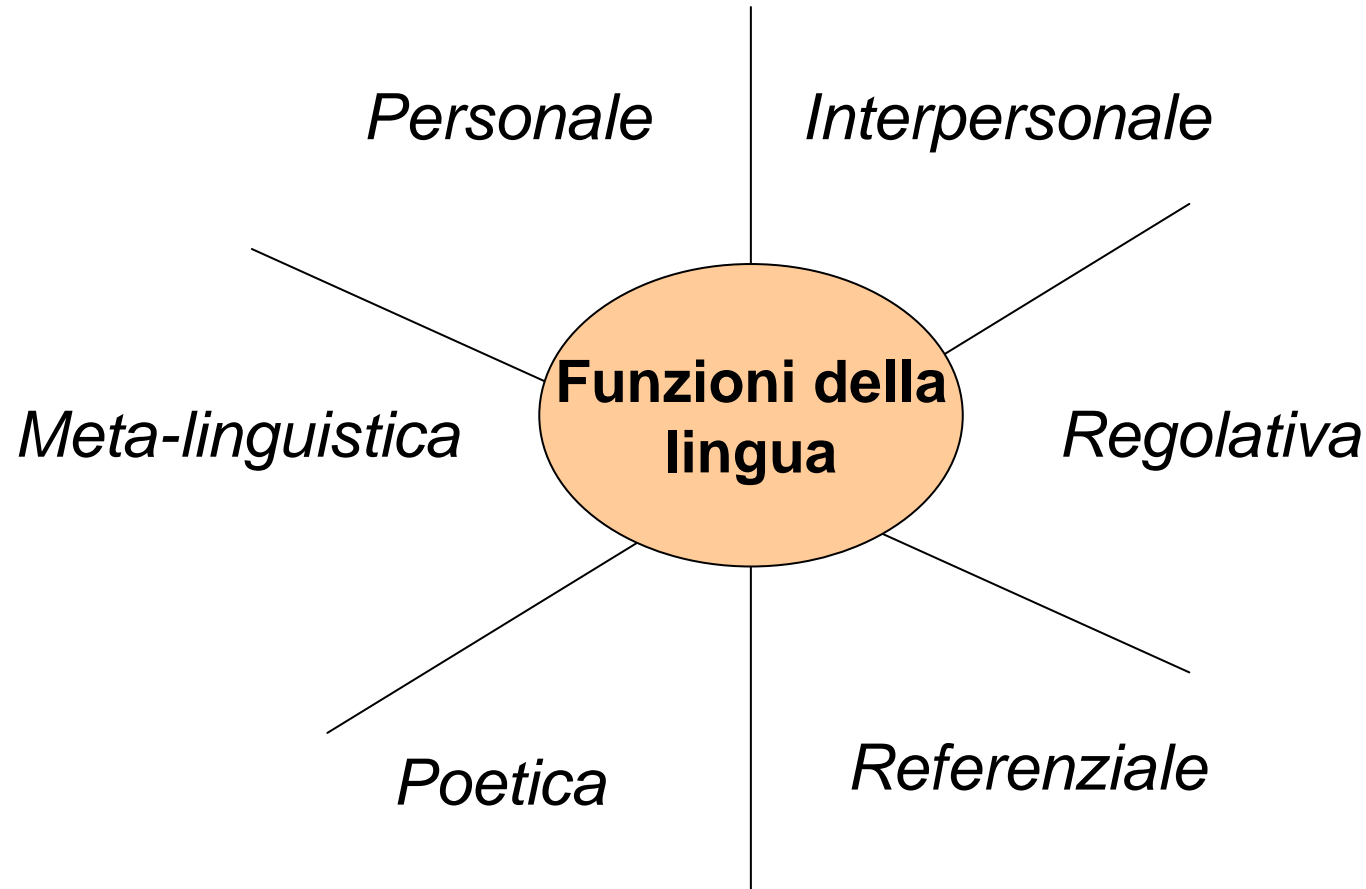 Personale
Interpersonale
Funzioni della
lingua
Meta-linguistica
Regolativa
Poetica
Referenziale